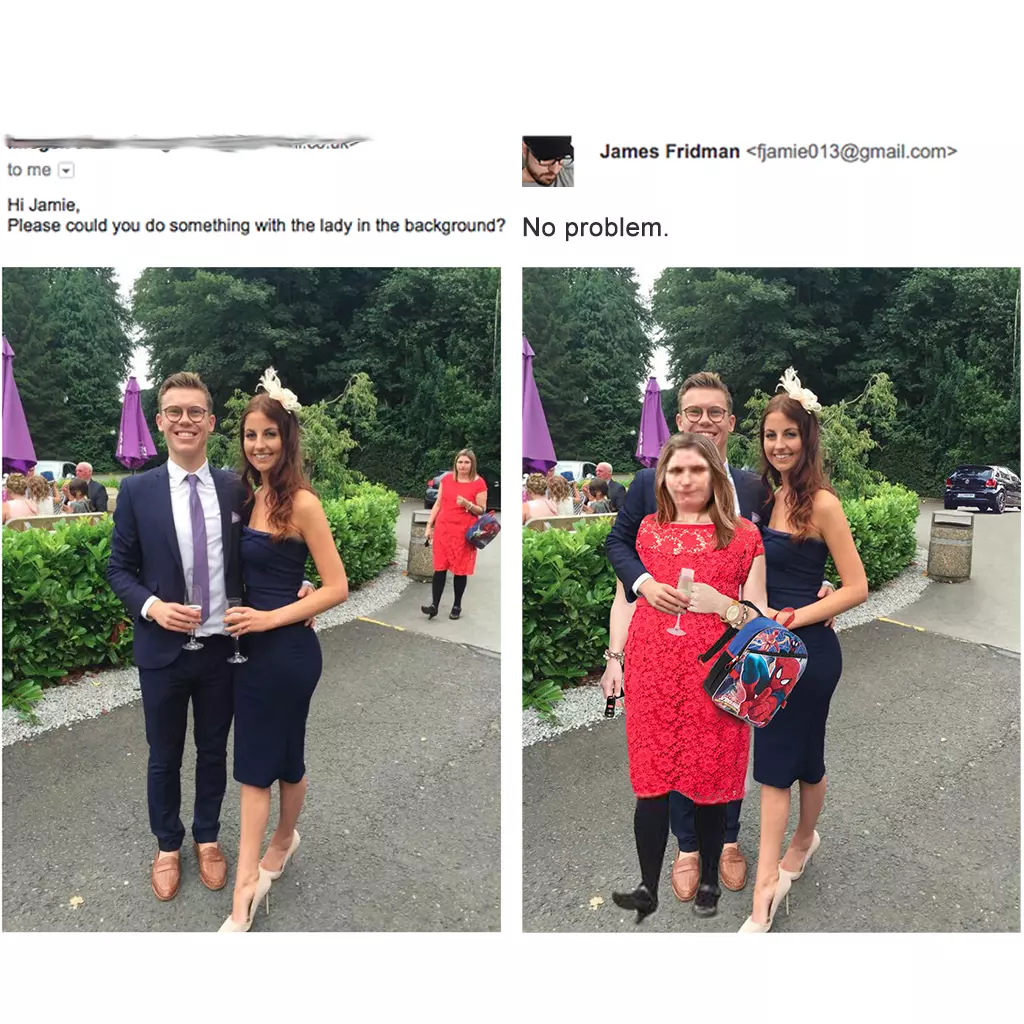 to me
Hi Jamie,
Please could you do something with the lady in the background?
James Fridman <fjamie013@gmail.com>
No problem.